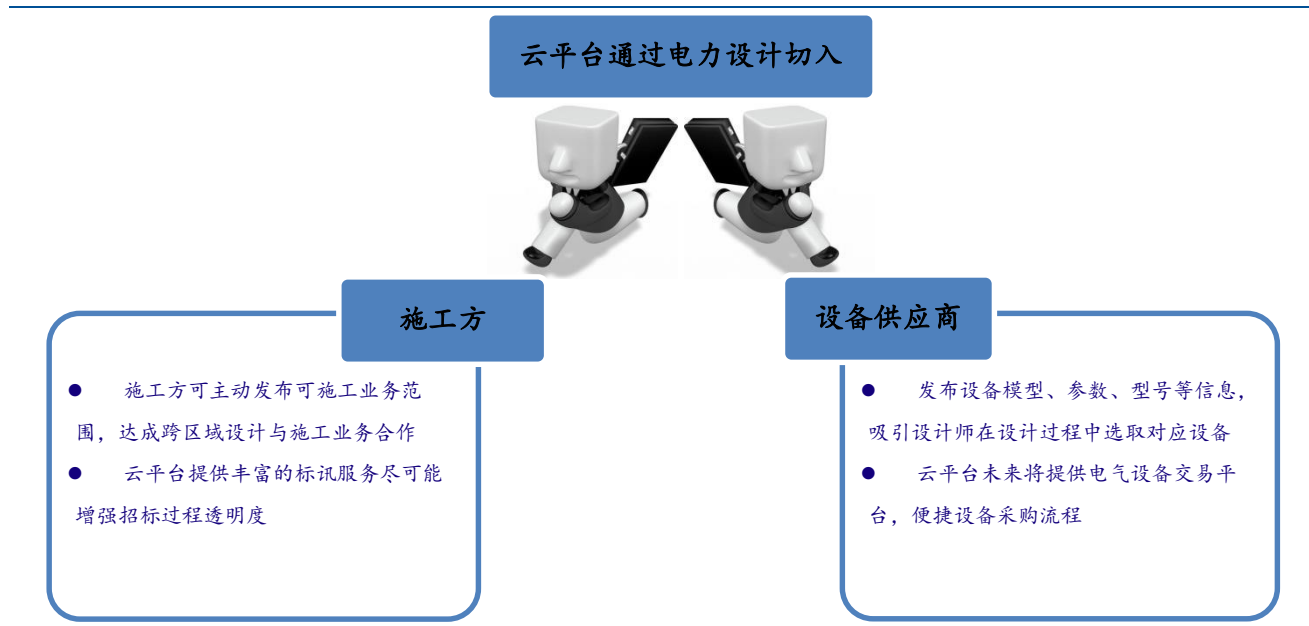 云平台通过电力设计切入
施工方
● 施工方可主动发布可施工业务范
围，达成跨区域设计与施工业务合作
● 云平台提供丰富的标讯服务尽可能
增强招标过程透明度
设备供应商
● 发布设备模型、参数、型号等信息，
吸引设计师在设计过程中选取对应设备
● 云平台未来将提供电气设备交易平
台，便捷设备采购流程